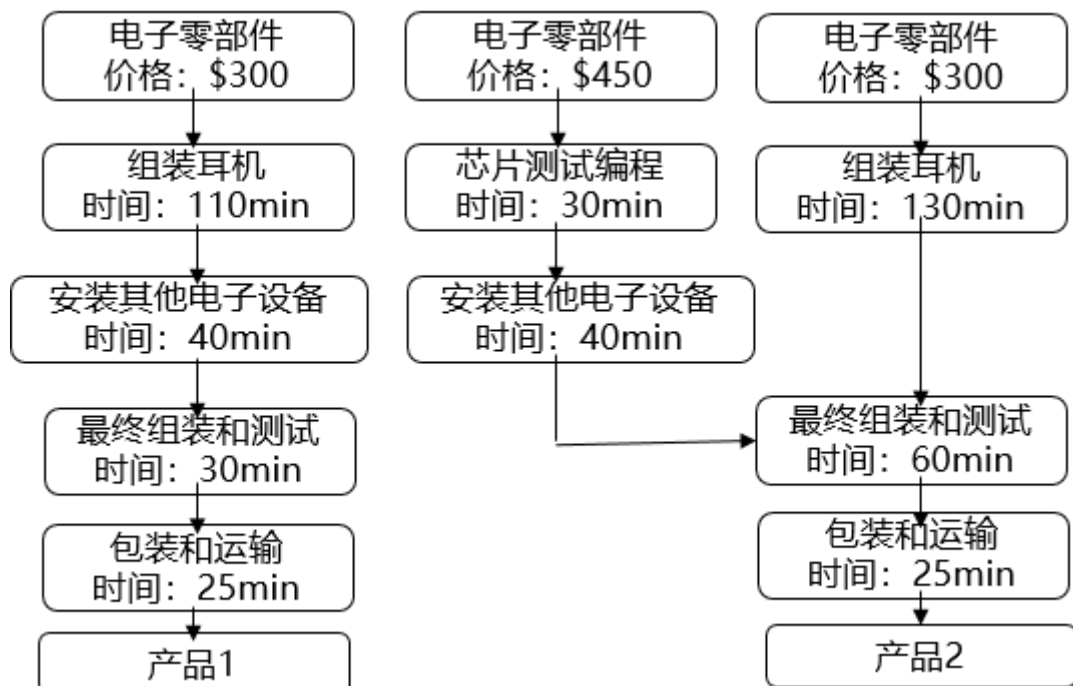 电子零部件
价格：$300
组装耳机
时间：110min
安装其他电子设备
时间：40min
最终组装和测试
时间：30min
包装和运输
时间：25min
产品1
电子零部件
价格：$450
芯片测试编程
时间：30min
安装其他电子设备
时间：40min
电子零部件
价格：$300
组装耳机
时间：130min
最终组装和测试
时间：60min
包装和运输
时间：25min
产品2